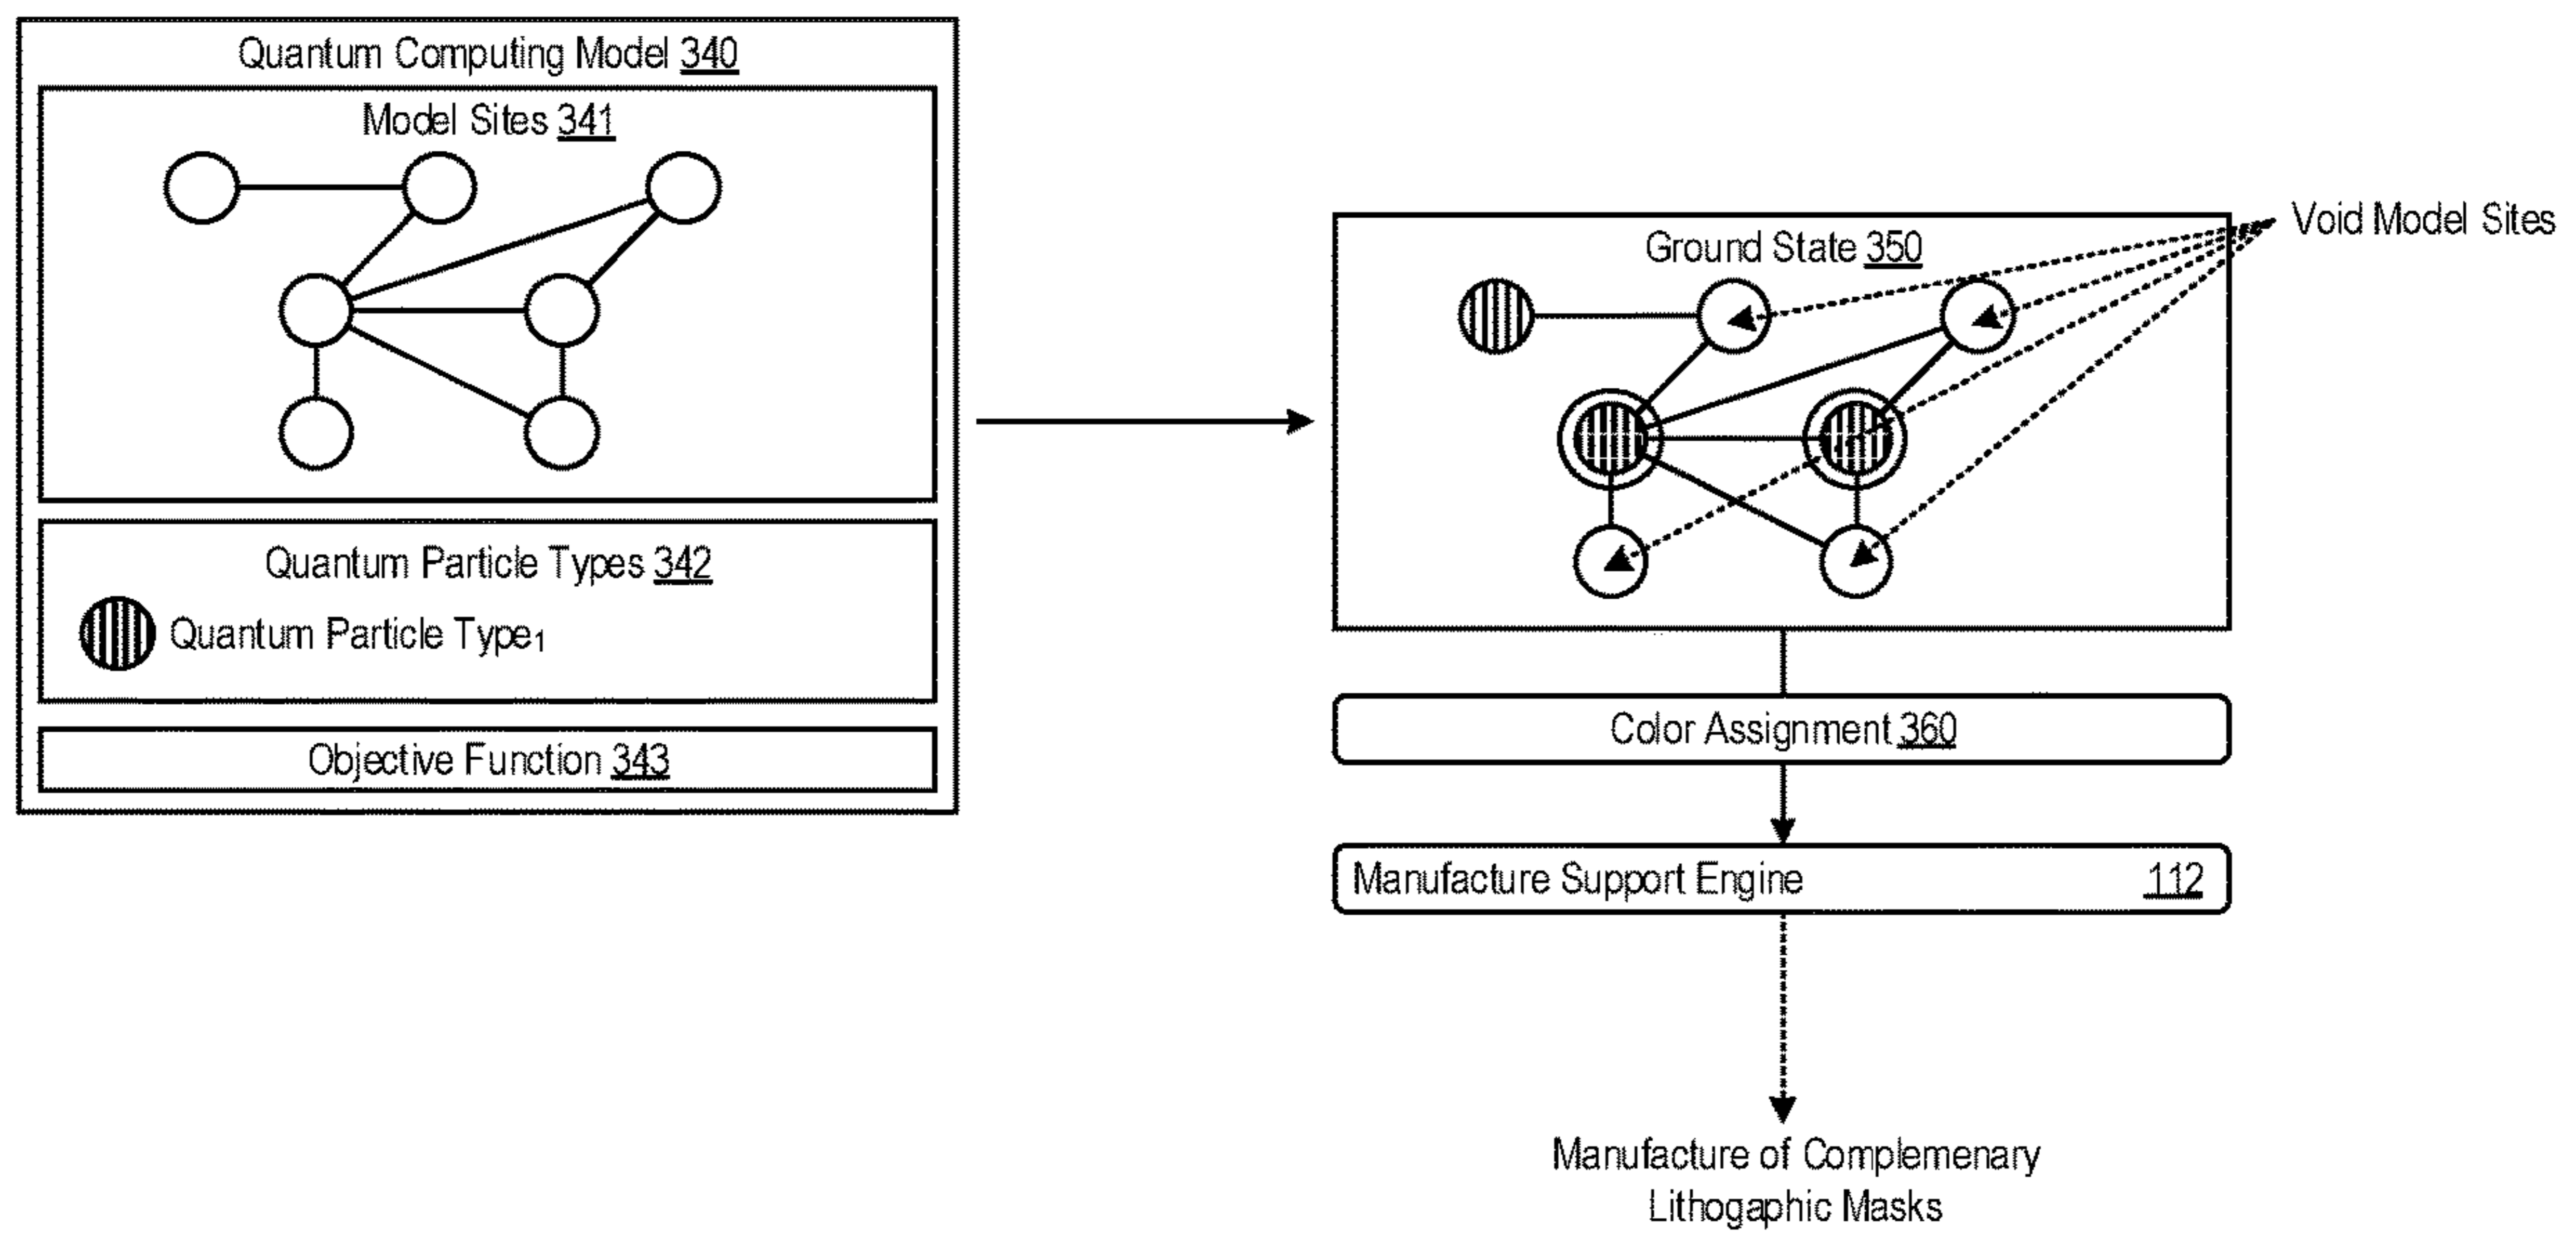 Quantum Computing Model 340
Model Sites 341
Quantum Particle Types 342
Quantum Particle Type₁
Objective Function 343
Void Model Sites
Ground State 350
Color Assignment 360
Manufacture Support Engine 112
Manufacture of Complemenary
Lithogaphic Masks